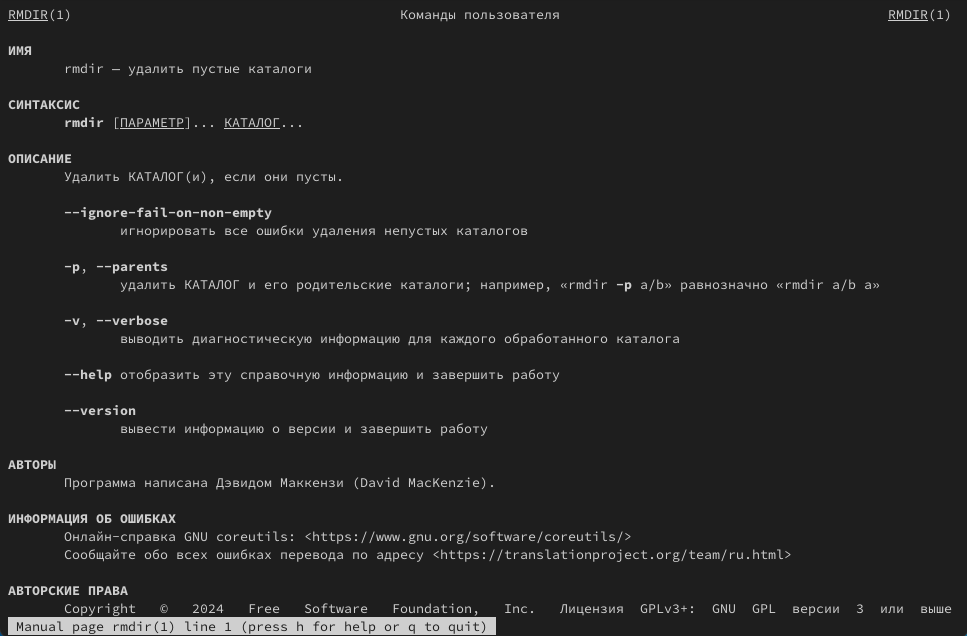 RMDIR(1) Команды пользователя RMDIR(1)
ИМЯ
rmdir — удалить пустые каталоги
СИНТАКСИС
rmdir [ПАРАМЕТР]... КАТАЛОГ...
ОПИСАНИЕ
Удалить КАТАЛОГ(и), если они пусты.
--ignore-fail-on-non-empty
игнорировать все ошибки удаления непустых каталогов
-p, --parents
удалить КАТАЛОГ и его родительские каталоги; например, «rmdir -p a/b» равнозначно «rmdir a/b a»
-v, --verbose
выводить диагностическую информацию для каждого обработанного каталога
--help отобразить эту справочную информацию и завершить работу
--version
вывести информацию о версии и завершить работу
АВТОРЫ
Программа написана Дэвидом Маккензи (David MacKenzie).
ИНФОРМАЦИЯ ОБ ОШИБКАХ
Онлайн-справка GNU coreutils: <https://www.gnu.org/software/coreutils/>
Сообщайте обо всех ошибках перевода по адресу <https://translationproject.org/team/ru.html>
АВТОРСКИЕ ПРАВА
Copyright © 2024 Free Software Foundation, Inc. Лицензия GPLv3+: GNU GPL версии 3 или выше
Manual page rmdir(1) line 1 (press h for help or q to quit)